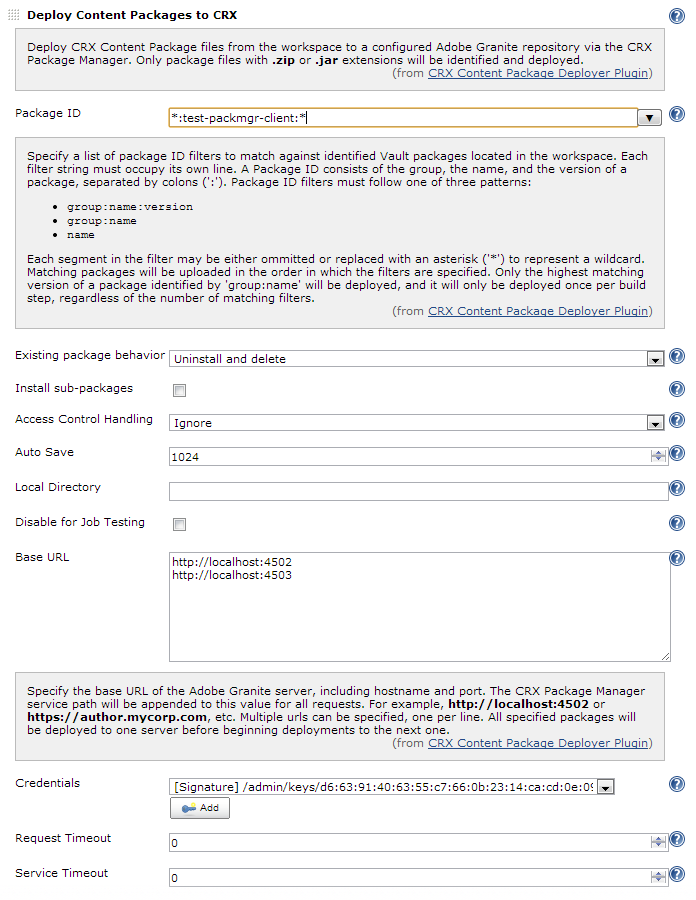 Deploy Content Packages to CRX
Deploy CRX Content Package files from the workspace to a configured Adobe Granite repository via the CRX
Package Manager. Only package files with .zip or .jar extensions will be identified and deployed.
(from CRX Content Package Deployer Plugin)
Package ID
*:test-packmgr-client:*
Specify a list of package ID filters to match against identified Vault packages located in the workspace. Each
filter string must occupy its own line. A Package ID consists of the group, the name, and the version of a
package, separated by colons (':'). Package ID filters must follow one of three patterns:
• group:name:version
• group:name
• name
Each segment in the filter may be either ommitted or replaced with an asterisk ('*') to represent a wildcard.
Matching packages will be uploaded in the order in which the filters are specified. Only the highest matching
version of a package identified by 'group:name' will be deployed, and it will only be deployed once per build
step, regardless of the number of matching filters.
(from CRX Content Package Deployer Plugin)
Existing package behavior
Uninstall and delete
Install sub-packages
Access Control Handling
Ignore
Auto Save
1024
Local Directory
Disable for Job Testing
Base URL
http://localhost:4502
http://localhost:4503
Specify the base URL of the Adobe Granite server, including hostname and port. The CRX Package Manager
service path will be appended to this value for all requests. For example, http://localhost:4502 or
https://author.mycorp.com, etc. Multiple urls can be specified, one per line. All specified packages will
be deployed to one server before beginning deployments to the next one.
(from CRX Content Package Deployer Plugin)
Credentials
[Signature] /admin/keys/d6:63:91:40:63:55:c7:66:0b:23:14:ca:cd:0e:09
Add
Request Timeout
0
Service Timeout
0